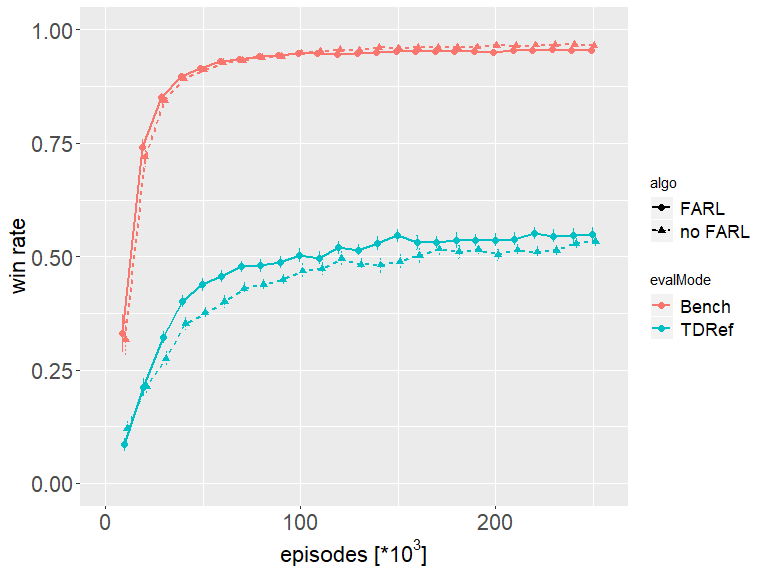 1.00
0.75
0.50
0.25
0.00
win rate
0 100 200
episodes [*10³]
algo
FARL
no FARL
evalMode
Bench
TDRef